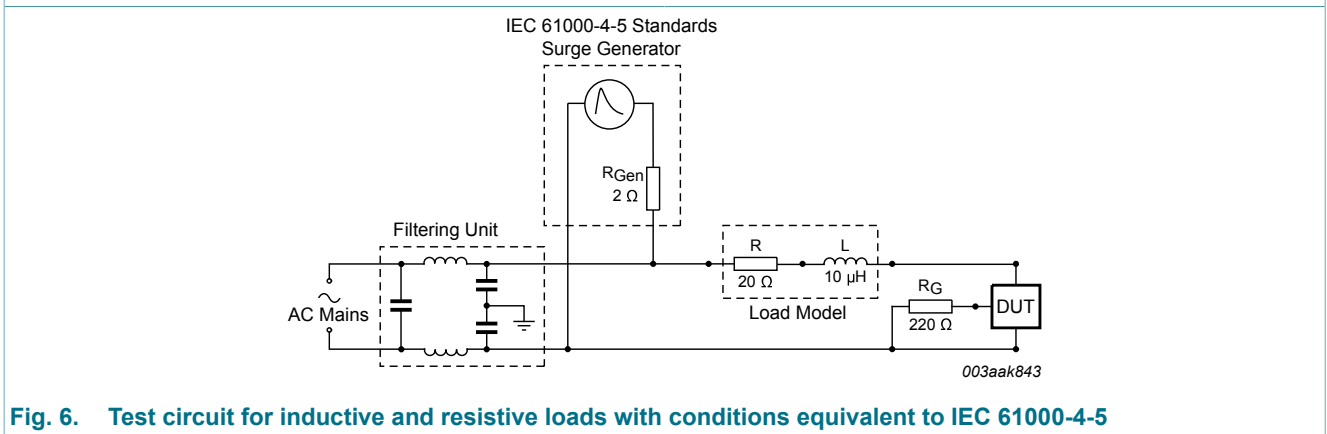 IEC 61000-4-5 Standards
Surge Generator
RGen
2 Ω
Filtering Unit
R
L
20 Ω
10 µH
RG
AC Mains
Load Model
220 Ω
DUT
003aak843
Fig. 6. Test circuit for inductive and resistive loads with conditions equivalent to IEC 61000-4-5